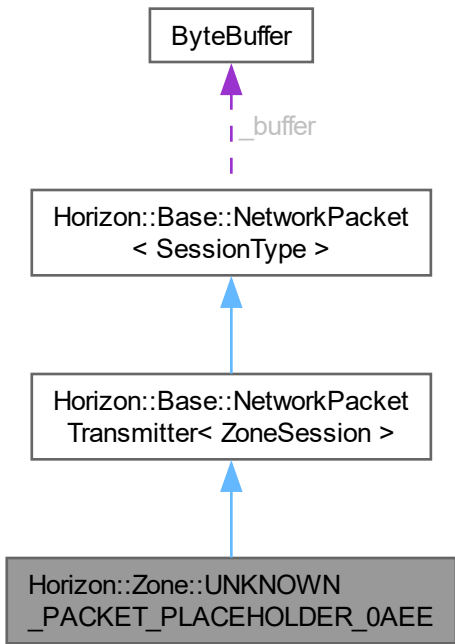 ByteBuffer
_buffer
Horizon::Base::NetworkPacket
< SessionType >
Horizon::Base::NetworkPacket
Transmitter< ZoneSession >
Horizon::Zone::UNKNOWN
_PACKET_PLACEHOLDER_0AEE